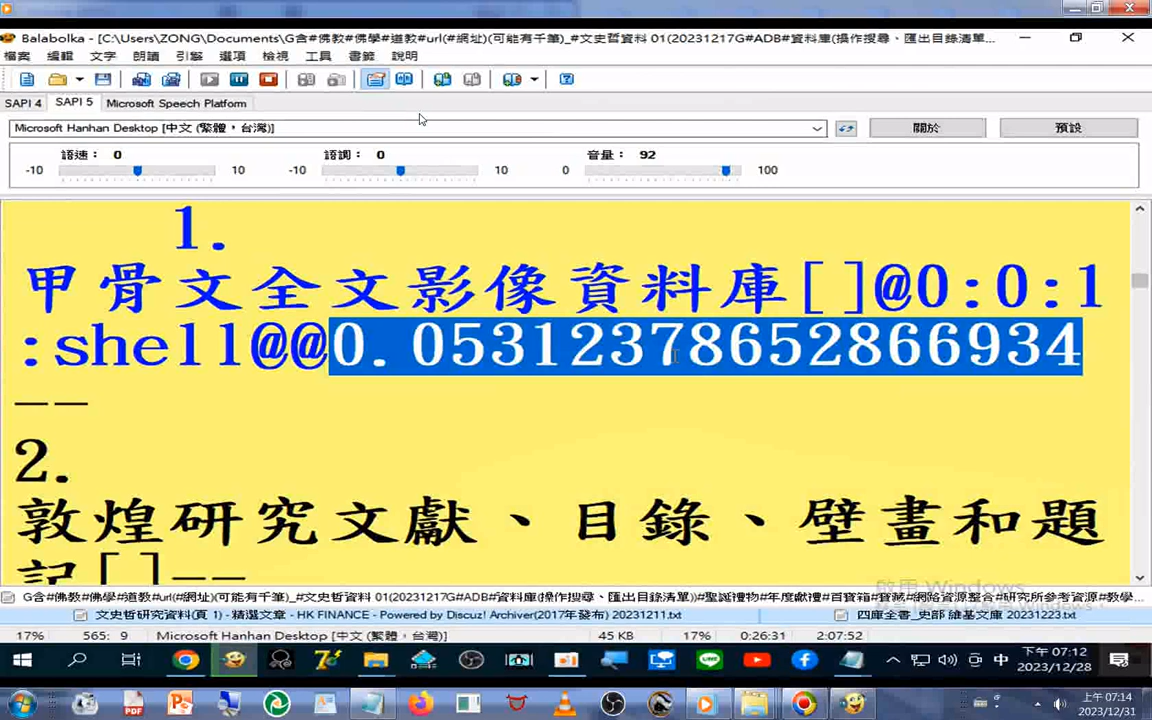 Balabolka - [C:\Users\ZONG\Documents\G含#佛教#佛學#道教#url(#網址)(可能有千筆)_#文史哲資料 01(20231217G#ADB#資料庫(操作搜尋、匯出目錄清單...
檔案 編輯 文字 朗讀 引擎 選項 檢視 工具 書籤 說明
SAPI 4 SAPI 5 Microsoft Speech Platform
Microsoft Hanhan Desktop [中文 (繁體，台灣)] 關於 預設
語速： 0 語調： 0 音量： 92
-10 10 -10 10 0 100
1.
甲骨文全文影像資料庫[]@0:0:1
:shell@@0.05312378652866934
--
2.
敦煌研究文獻、目錄、壁畫和題
記[]--
啟用 Windows
G含#佛教#佛學#道教#url(#網址)(可能有千筆)_#文史哲資料 01(20231217G#ADB#資料庫(操作搜尋、匯出目錄清單))#聖誕禮物#年度獻禮#百寶箱#寶藏#網路資源整合#研究所參考資源#教學...
文史哲研究資料(頁 1) - 精選文章 - HK FINANCE - Powered by Discuz! Archiver(2017年發布) 20231211.txt 四庫全書_史部 維基文庫 20231223.txt
17% 565: 9 Microsoft Hanhan Desktop [中文 (繁體，台灣)] 45 KB 17% 0:26:31 2:07:52
中 下午 07:12
2023/12/28
上午 07:14
2023/12/31